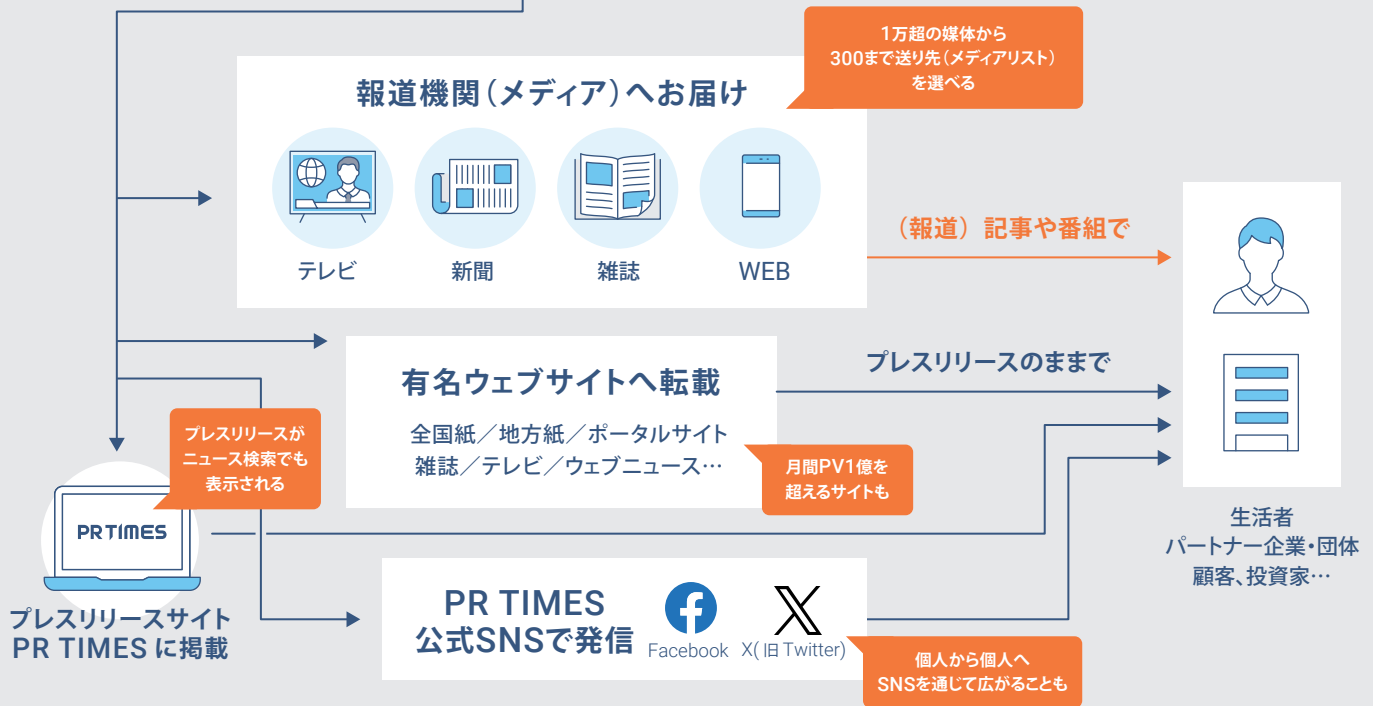 1万超の媒体から
300まで送り先(メディアリスト)
を選べる
報道機関(メディア)へお届け
テレビ
新聞
雑誌
WEB
(報道) 記事や番組で
有名ウェブサイトへ転載
全国紙/地方紙/ポータルサイト
雑誌/テレビ/ウェブニュース…
プレスリリースのままで
月間PV1億を
超えるサイトも
プレスリリースが
ニュース検索でも
表示される
PR TIMES
プレスリリースサイト
PR TIMES に掲載
PR TIMES
公式SNSで発信
Facebook
X(旧Twitter)
個人から個人へ
SNSを通じて広がることも
生活者
パートナー企業・団体
顧客、投資家…